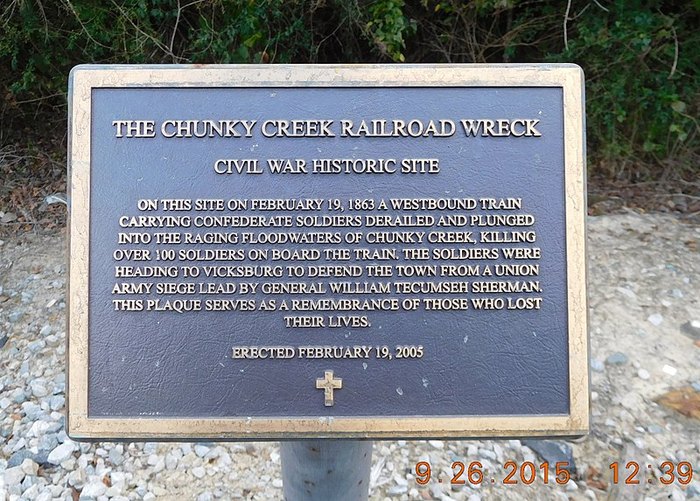 THE CHUNKY CREEK RAILROAD WRECK
CIVIL WAR HISTORIC SITE
ON THIS SITE ON FEBRUARY 19, 1863 A WESTBOUND TRAIN
CARRYING CONFEDERATE SOLDIERS DERAILED AND PLUNGED
INTO THE RAGING FLOODWATERS OF CHUNKY CREEK, KILLING
OVER 100 SOLDIERS ON BOARD THE TRAIN. THE SOLDIERS WERE
HEADING TO VICKSBURG TO DEFEND THE TOWN FROM A UNION
ARMY SIEGE LEAD BY GENERAL WILLIAM TECUMSEH SHERMAN.
THIS PLAQUE SERVES AS A REMEMBRANCE OF THOSE WHO LOST
THEIR LIVES.
ERECTED FEBRUARY 19, 2005
9.26.2015 12:39